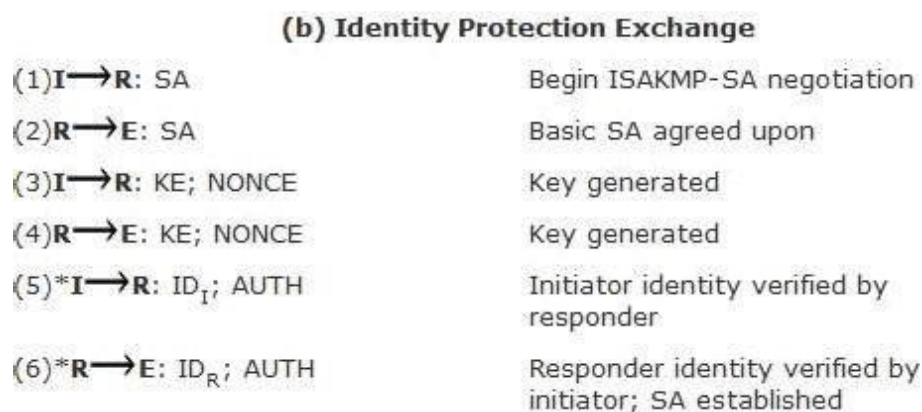 (b) Identity Protection Exchange
(1)I→R: SA Begin ISAKMP-SA negotiation
(2)R→E: SA Basic SA agreed upon
(3)I→R: KE; NONCE Key generated
(4)R→E: KE; NONCE Key generated
(5)*I→R: ID_I; AUTH Initiator identity verified by
responder
(6)*R→E: ID_R; AUTH Responder identity verified by
initiator; SA established